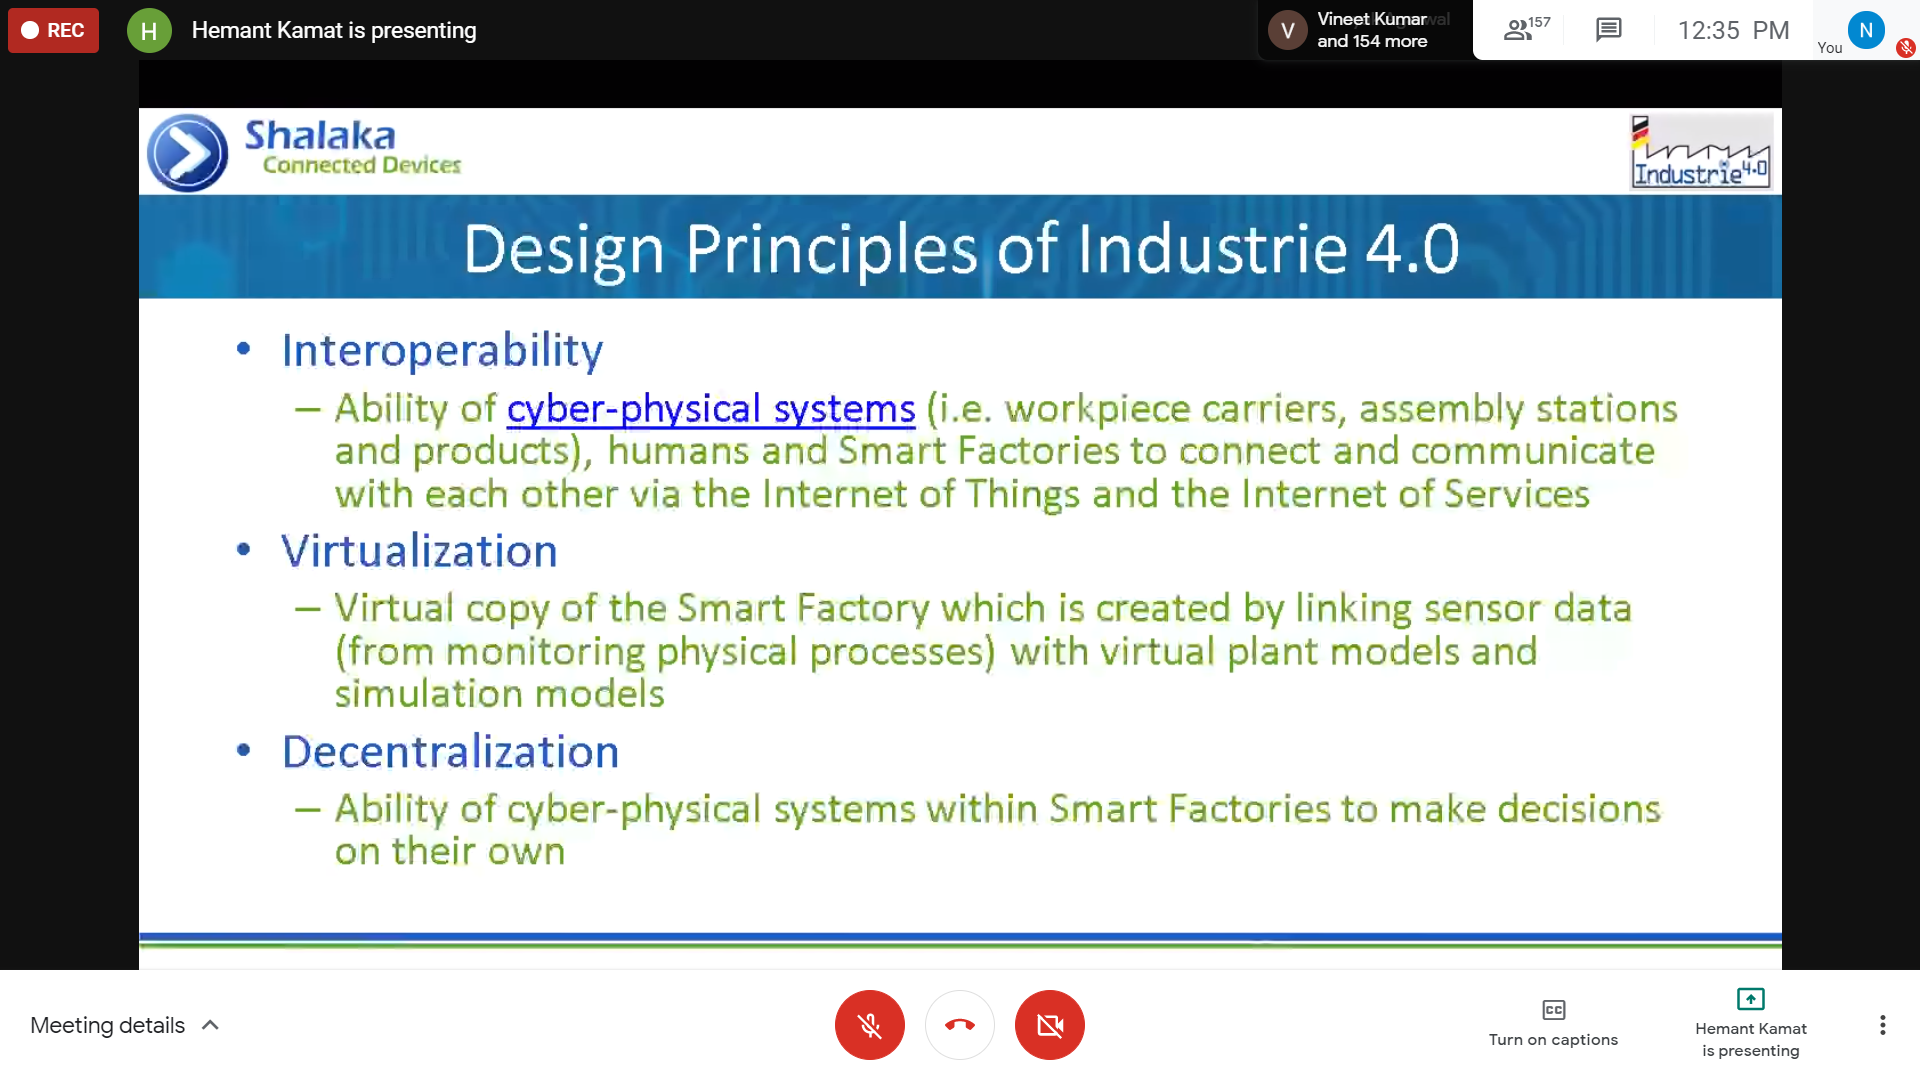 REC
H
Hemant Kamat is presenting
V
Vineet Kumar
and 154 more
157
12:35 PM
You
N
Shalaka
Connected Devices
Industrie 4.0
Design Principles of Industrie 4.0
• Interoperability
– Ability of cyber-physical systems (i.e. workpiece carriers, assembly stations
and products), humans and Smart Factories to connect and communicate
with each other via the Internet of Things and the Internet of Services
• Virtualization
– Virtual copy of the Smart Factory which is created by linking sensor data
(from monitoring physical processes) with virtual plant models and
simulation models
• Decentralization
– Ability of cyber-physical systems within Smart Factories to make decisions
on their own
Meeting details
CC
Turn on captions
Hemant Kamat
is presenting